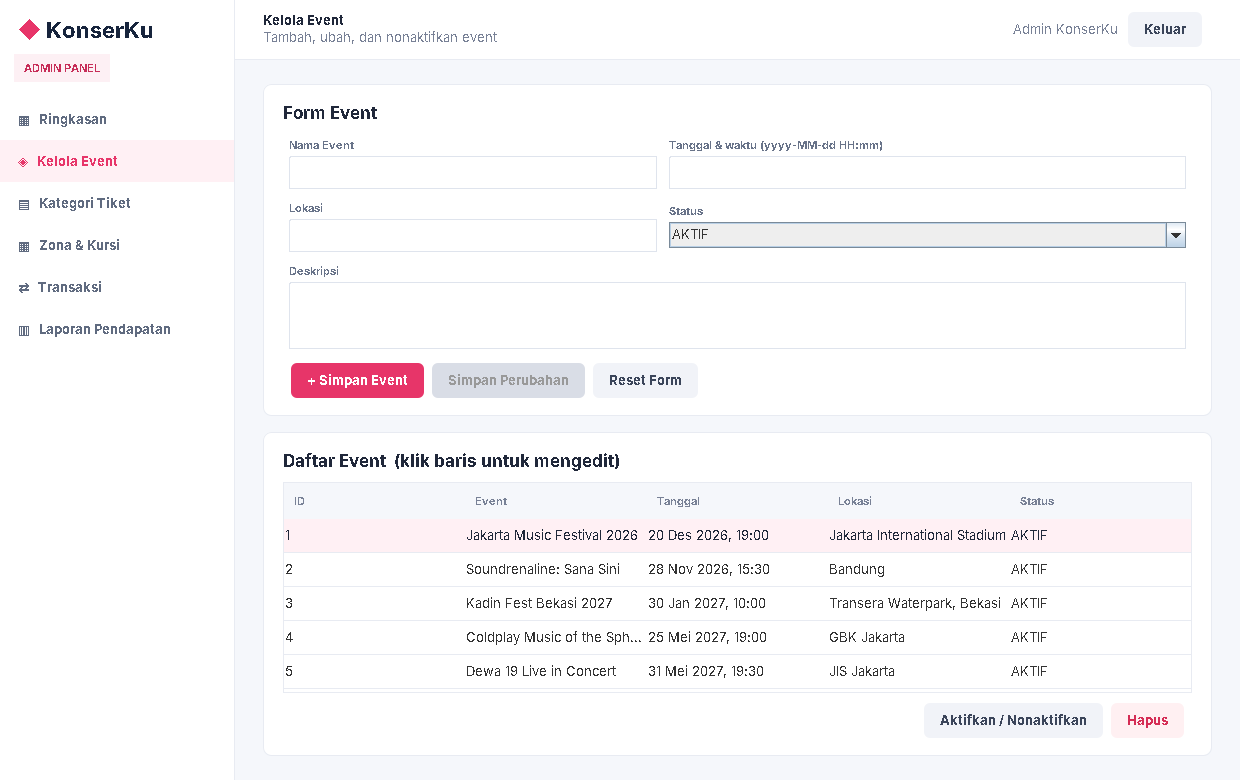 KonserKu
ADMIN PANEL
Ringkasan
Kelola Event
Kategori Tiket
Zona & Kursi
Transaksi
Laporan Pendapatan
Kelola Event
Tambah, ubah, dan nonaktifkan event
Admin KonserKu
Keluar
Form Event
Nama Event
Tanggal & waktu (yyyy-MM-dd HH:mm)
Lokasi
Status
AKTIF
Deskripsi
+ Simpan Event
Simpan Perubahan
Reset Form
Daftar Event (klik baris untuk mengedit)
ID Event Tanggal Lokasi Status
1 Jakarta Music Festival 2026 20 Des 2026, 19:00 Jakarta International Stadium AKTIF
2 Soundrenaline: Sana Sini 28 Nov 2026, 15:30 Bandung AKTIF
3 Kadin Fest Bekasi 2027 30 Jan 2027, 10:00 Transera Waterpark, Bekasi AKTIF
4 Coldplay Music of the Sph... 25 Mei 2027, 19:00 GBK Jakarta AKTIF
5 Dewa 19 Live in Concert 31 Mei 2027, 19:30 JIS Jakarta AKTIF
Aktifkan / Nonaktifkan
Hapus